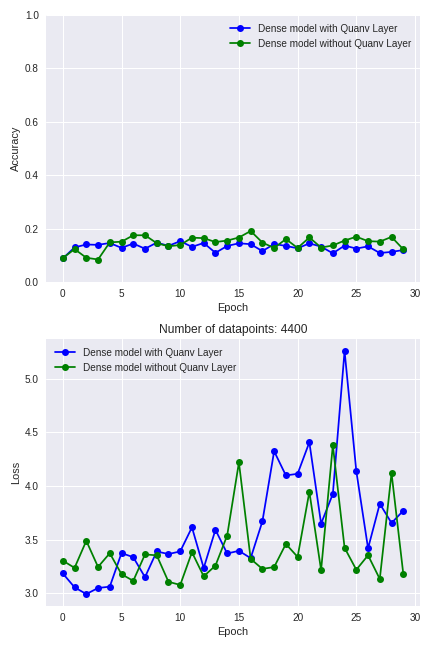 1.0
0.8
0.6
0.4
0.2
0.0
Accuracy
Dense model with Quanv Layer
Dense model without Quanv Layer
0 5 10 15 20 25 30
Epoch
Number of datapoints: 4400
5.0
4.5
4.0
3.5
3.0
Loss
Dense model with Quanv Layer
Dense model without Quanv Layer
0 5 10 15 20 25 30
Epoch